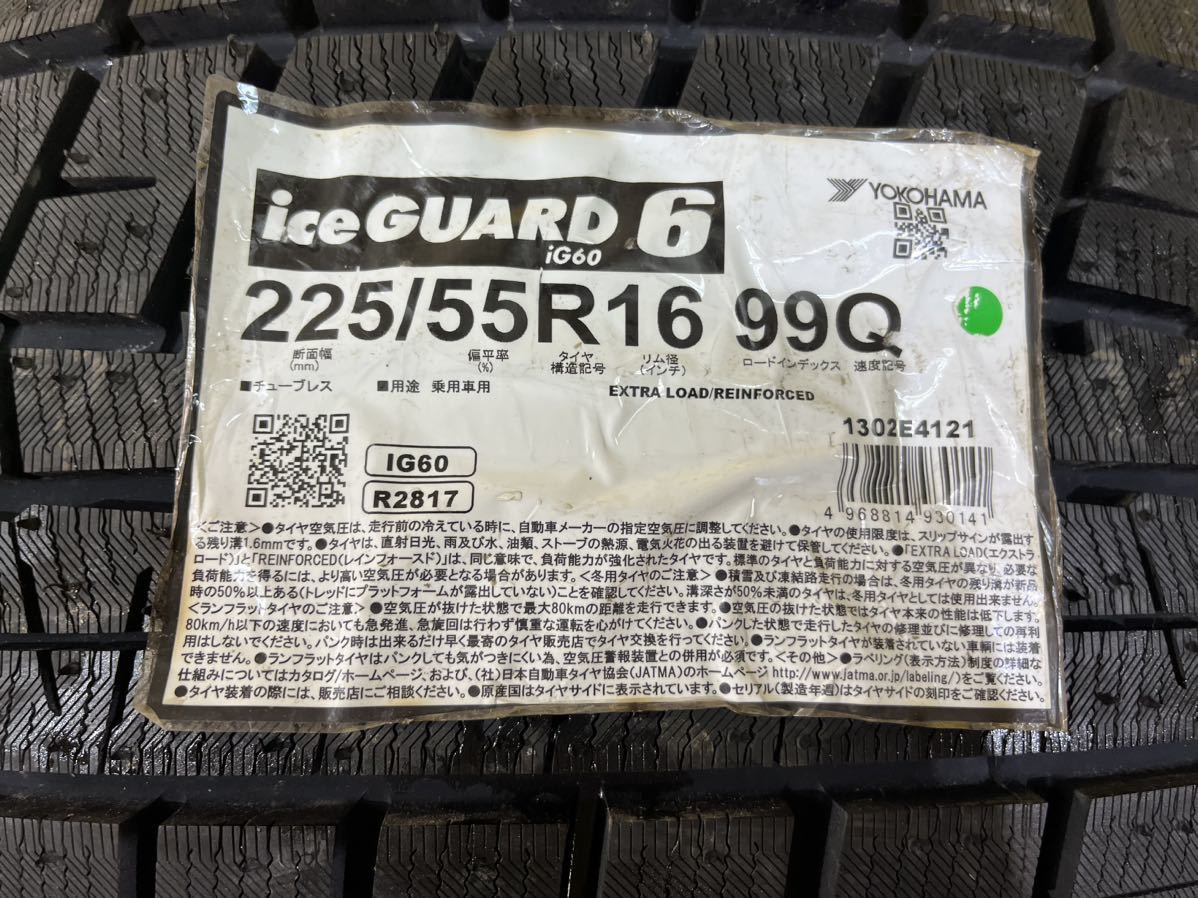 iceGUARD 6
iG60
YOKOHAMA
225/55R16 99Q
断面幅 (mm)
偏平率 (%)
タイヤ 構造記号
リム径 (インチ)
ロードインデックス 速度記号
■チューブレス ■用途 乗用車用 EXTRA LOAD/REINFORCED
1302E4121
IG60
R2817
4 968814 930141
<ご注意>●タイヤ空気圧は、走行前の冷えている時に、自動車メーカーの指定空気圧に調整してください。●タイヤの使用限度は、スリップサインが露出す
る残り溝1.6mmです。●タイヤは、直射日光、雨及び水、油類、ストーブの熱源、電気火花の出る装置を避けて保管してください。●「EXTRA LOAD(エクストラ
ロード)」と「REINFORCED(レインフォースド)」は、同じ意味で、負荷能力が強化されたタイヤです。標準のタイヤと負荷能力に対する空気圧が異なり、必要な
負荷能力を得るには、より高い空気圧が必要となる場合があります。<冬用タイヤのご注意>●積雪及び凍結路走行の場合は、冬用タイヤの残り溝が新品
時の50%以上ある(トレッドにプラットフォームが露出していない)ことを確認してください。溝深さが50%未満のタイヤは、冬用タイヤとしては使用出来ません。
<ランフラットタイヤのご注意>●空気圧が抜けた状態で最大80kmの距離を走行できます。●空気圧の抜けた状態ではタイヤ本来の性能は低下します。
80km/h以下の速度においても急発進、急旋回は行わず慎重な運転を心がけてください。●パンクした状態で走行したタイヤの修理並びに修理しての再利
用はしないでください。パンク時は出来るだけ早く最寄のタイヤ販売店でタイヤ交換を行ってください。●ランフラットタイヤが装着されていない車輌には装着
できません。●ランフラットタイヤはパンクしても気がつきにくい為、空気圧警報装置との併用が必須です。<その他>●ラベリング(表示方法)制度の詳細な
仕組みについてはカタログ/ホームページ、および、(社)日本自動車タイヤ協会(JATMA)のホームページ http://www.jatma.or.jp/labeling/)をご覧ください。
●タイヤ装着の際には、販売店にご相談ください。●原産国はタイヤサイドに表示されています。●セリアル(製造年週)はタイヤサイドの刻印をご確認ください。